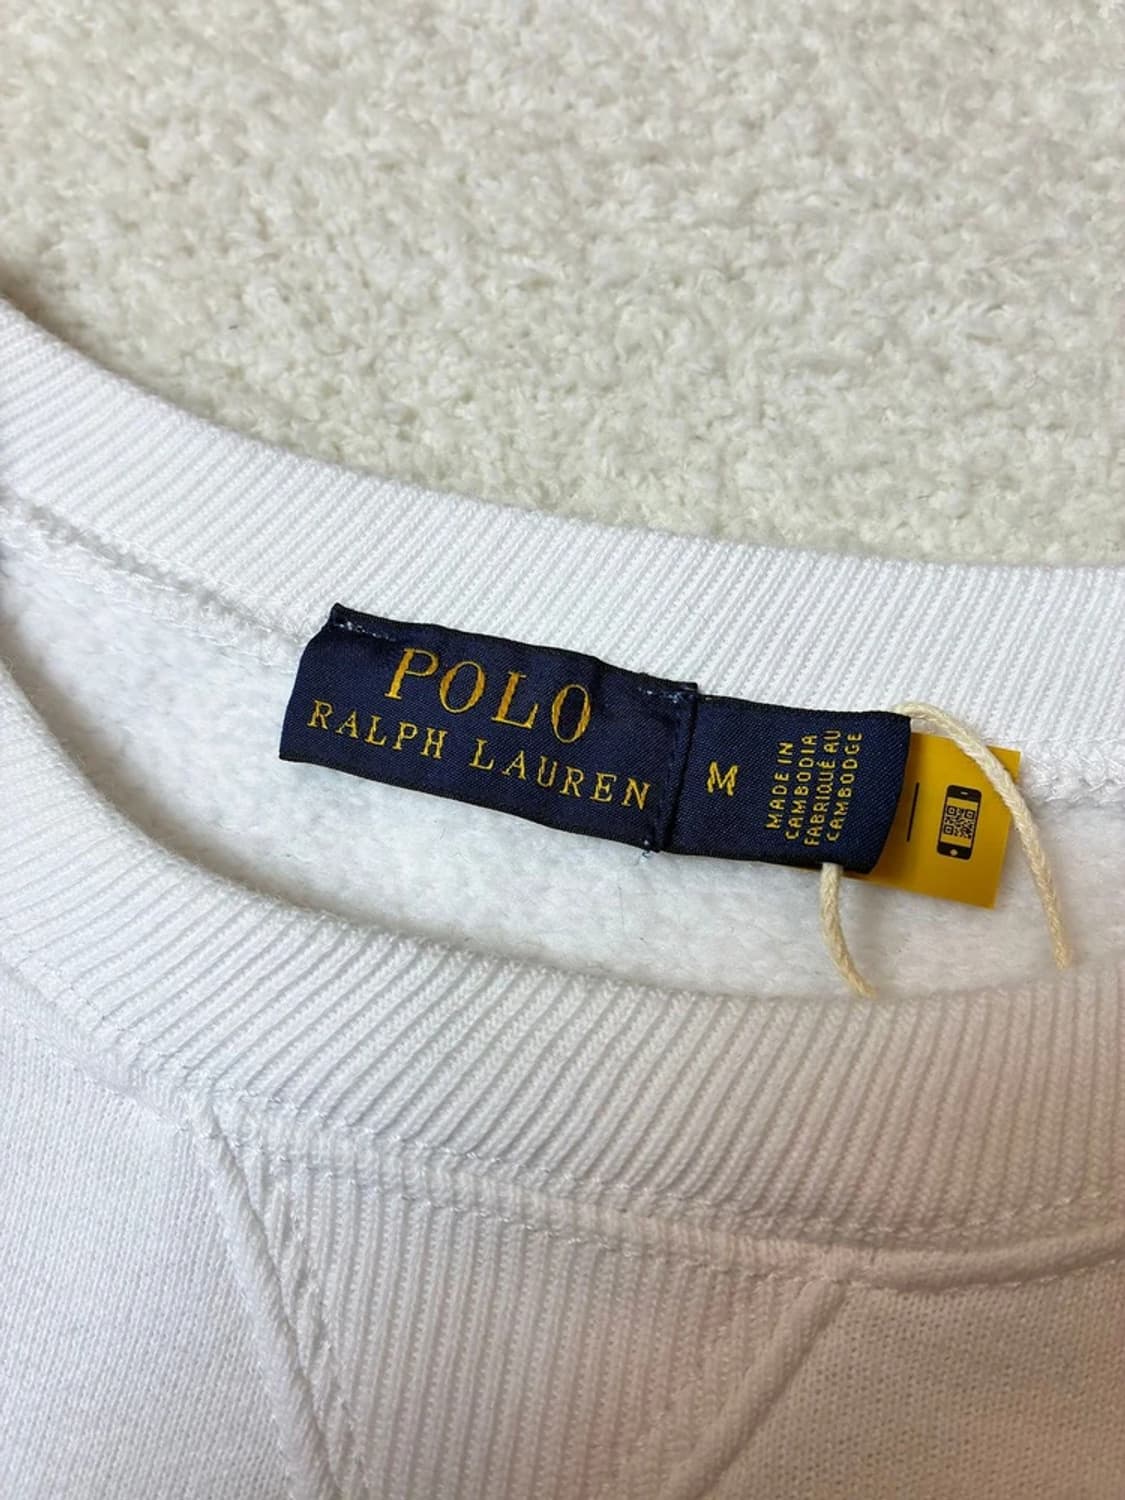 POLO
RALPH LAUREN
M
MADE IN
CAMBODIA
FABRIQUÉ AU
CAMBODGE